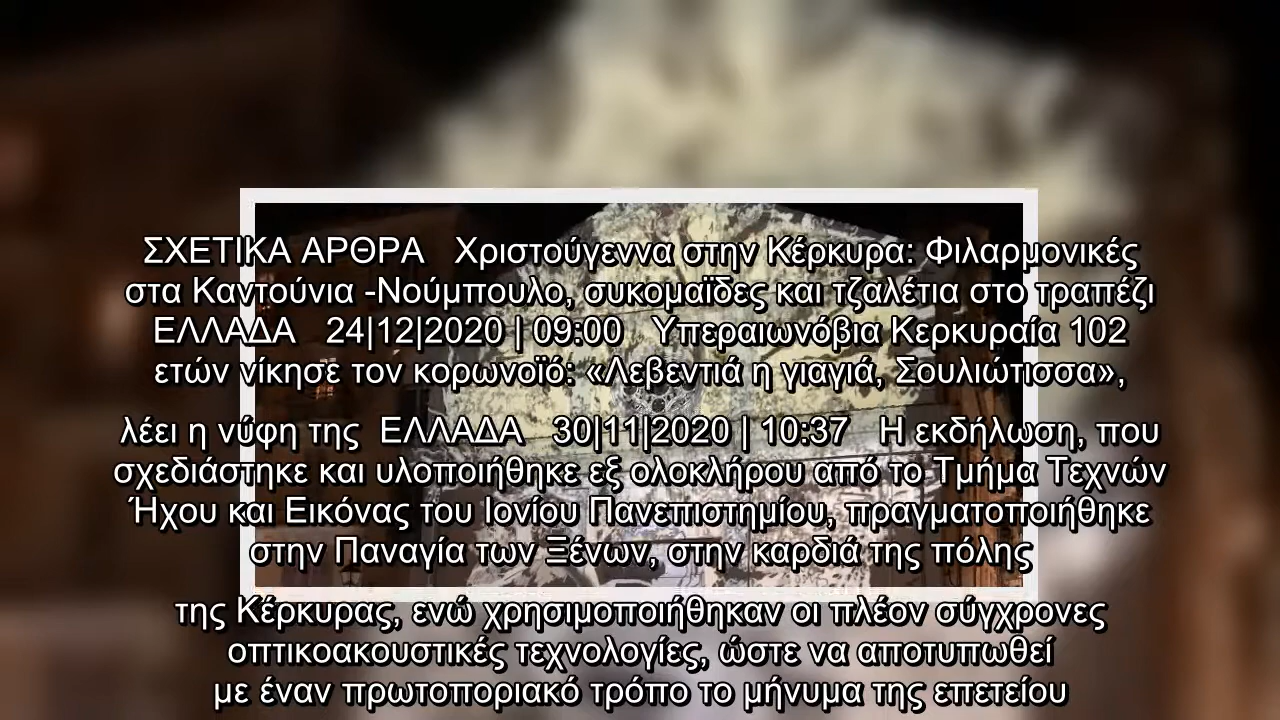 ΣΧΕΤΙΚΑ ΑΡΘΡΑ   Χριστούγεννα στην Κέρκυρα: Φιλαρμονικές
στα Καντούνια -Νούμπουλο, συκομαϊδες και τζαλέτια στο τραπέζι
ΕΛΛΑΔΑ   24|12|2020 | 09:00   Υπεραιωνόβια Κερκυραία 102
ετών νίκησε τον κορωνοϊό: «Λεβεντιά η γιαγιά, Σουλιώτισσα»,
λέει η νύφη της  ΕΛΛΑΔΑ   30|11|2020 | 10:37   Η εκδήλωση, που
σχεδιάστηκε και υλοποιήθηκε εξ ολοκλήρου από το Τμήμα Τεχνών
Ήχου και Εικόνας του Ιονίου Πανεπιστημίου, πραγματοποιήθηκε
στην Παναγία των Ξένων, στην καρδιά της πόλης
της Κέρκυρας, ενώ χρησιμοποιήθηκαν οι πλέον σύγχρονες
οπτικοακουστικές τεχνολογίες, ώστε να αποτυπωθεί
με έναν πρωτοποριακό τρόπο το μήνυμα της επετείου